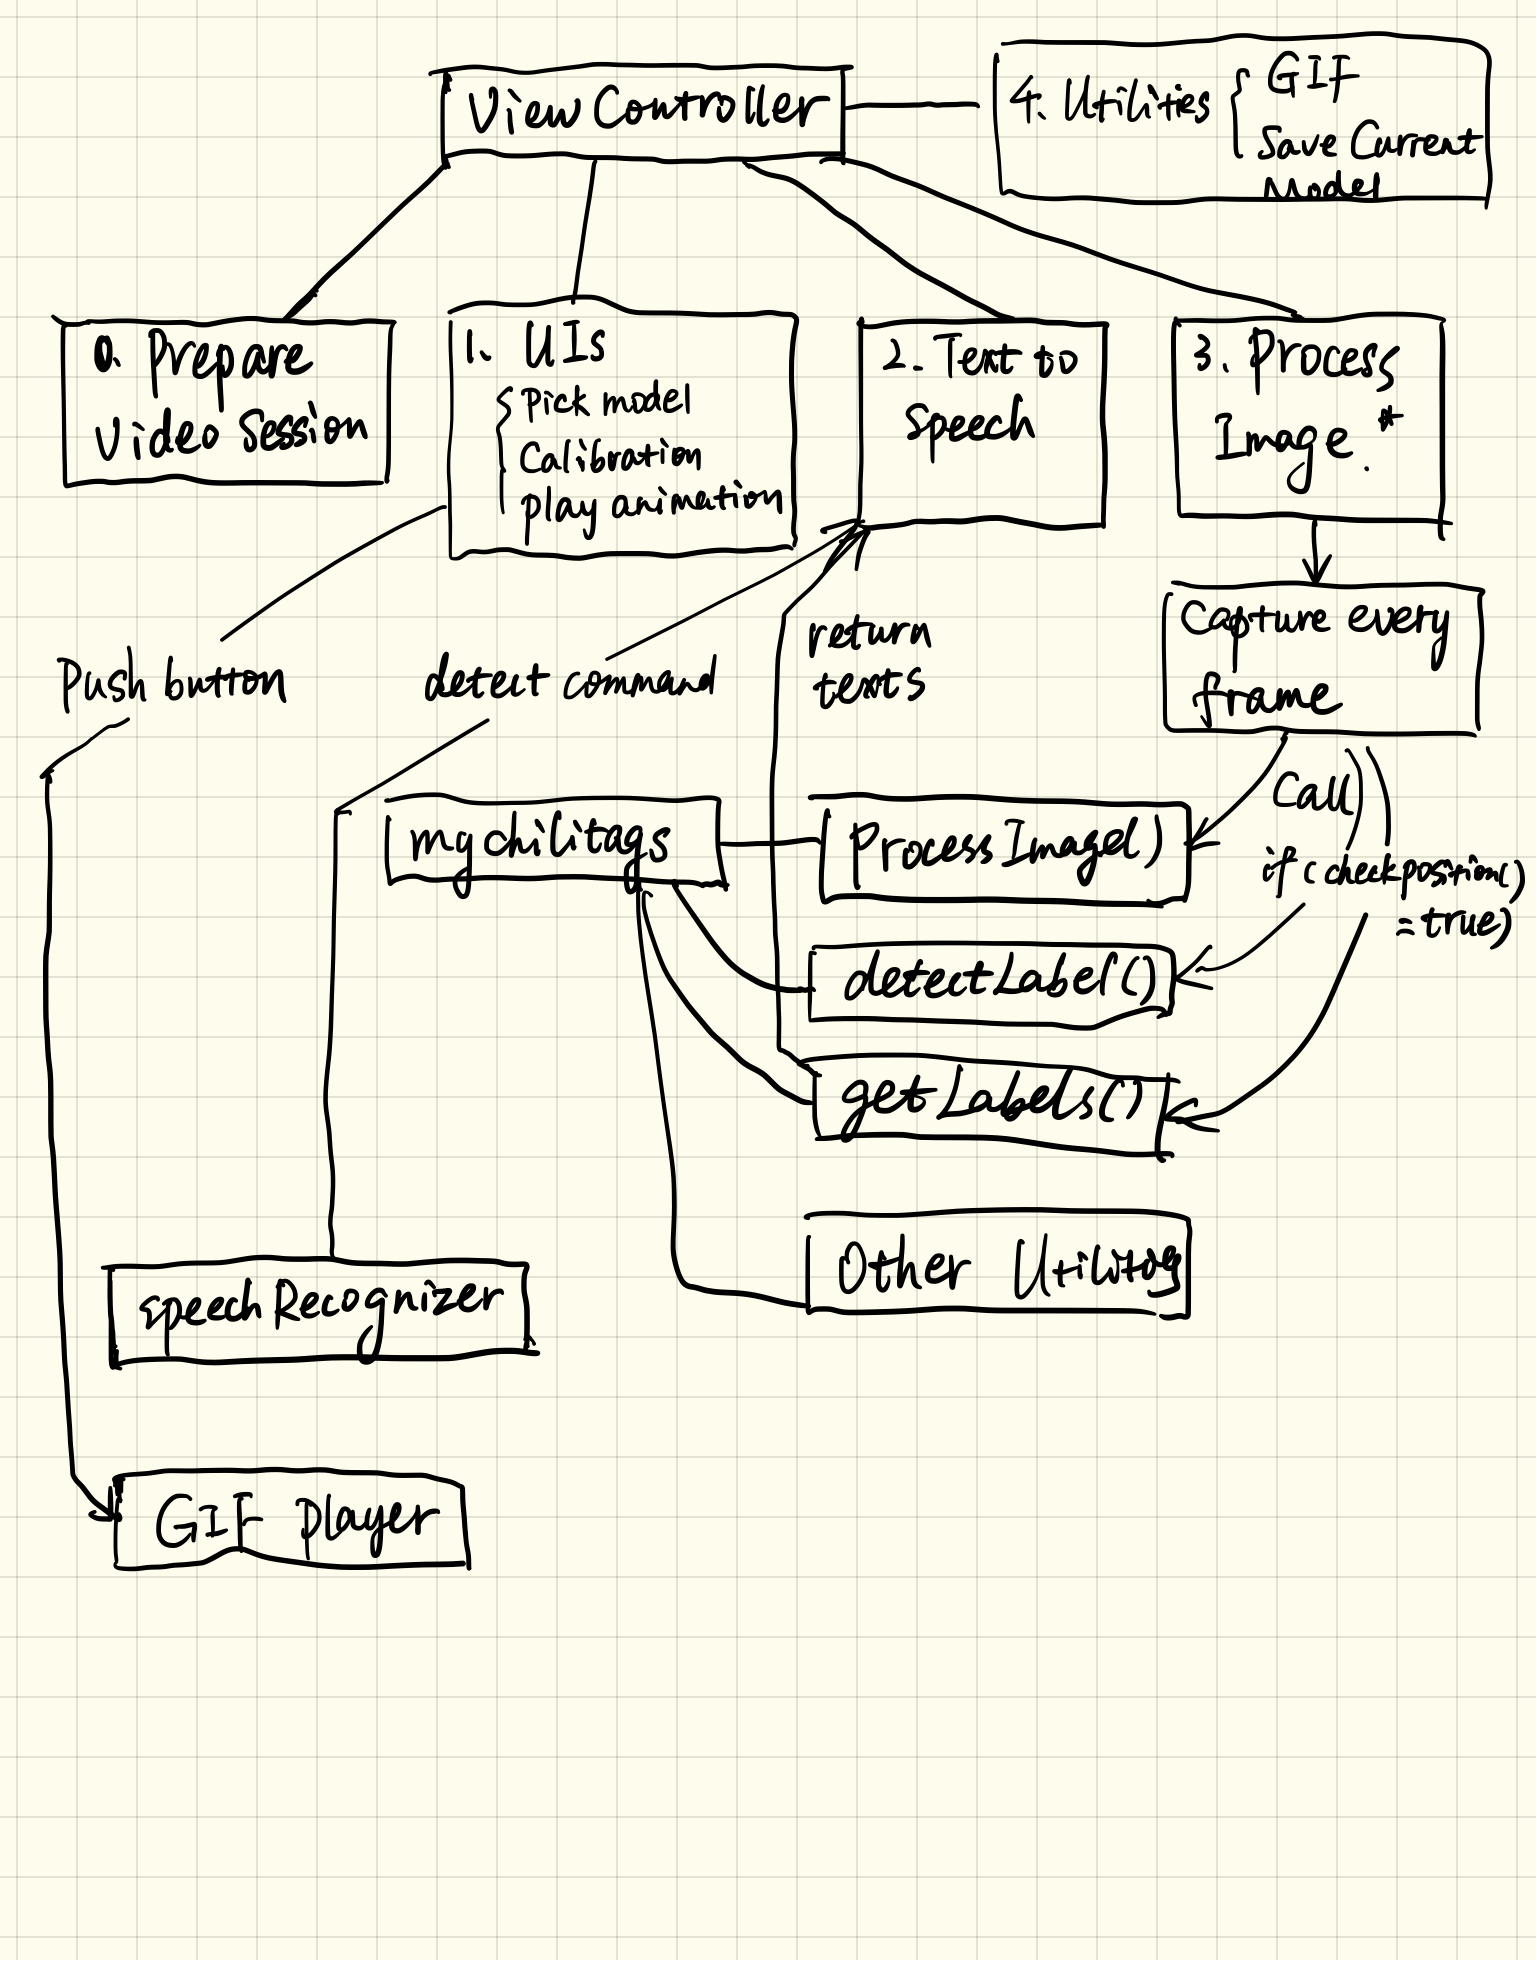 View Controller
4. Utilities
GIF
Save Current
Model
0. Prepare
Video Session
1. UIs
Pick model
Calibration
play animation
2. Text to
speech
3. Process
Image *
Capture every
frame
Push button
detect command
return
texts
Call
if (checkposition()
=true)
mychilitags
ProcessImage()
detectLabel()
getLabels()
Other
speechRecognizer
GIF player